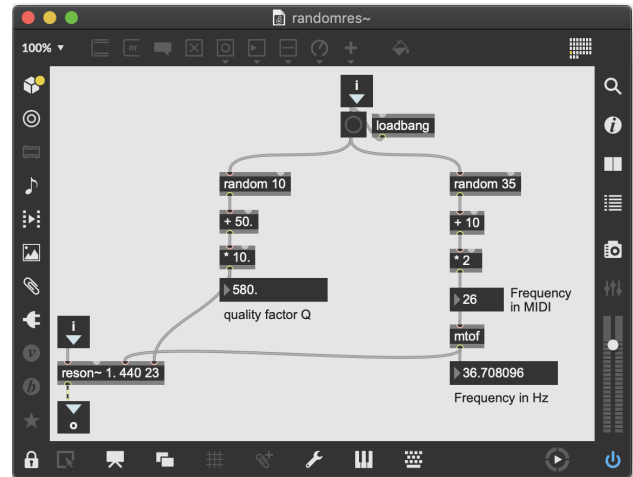 randomres~
100%
i
loadbang
random 10
random 35
+ 50.
+ 10
* 10.
* 2
580.
26
Frequency
in MIDI
quality factor Q
i
mtof
reson~ 1. 440 23
36.708096
Frequency in Hz
o